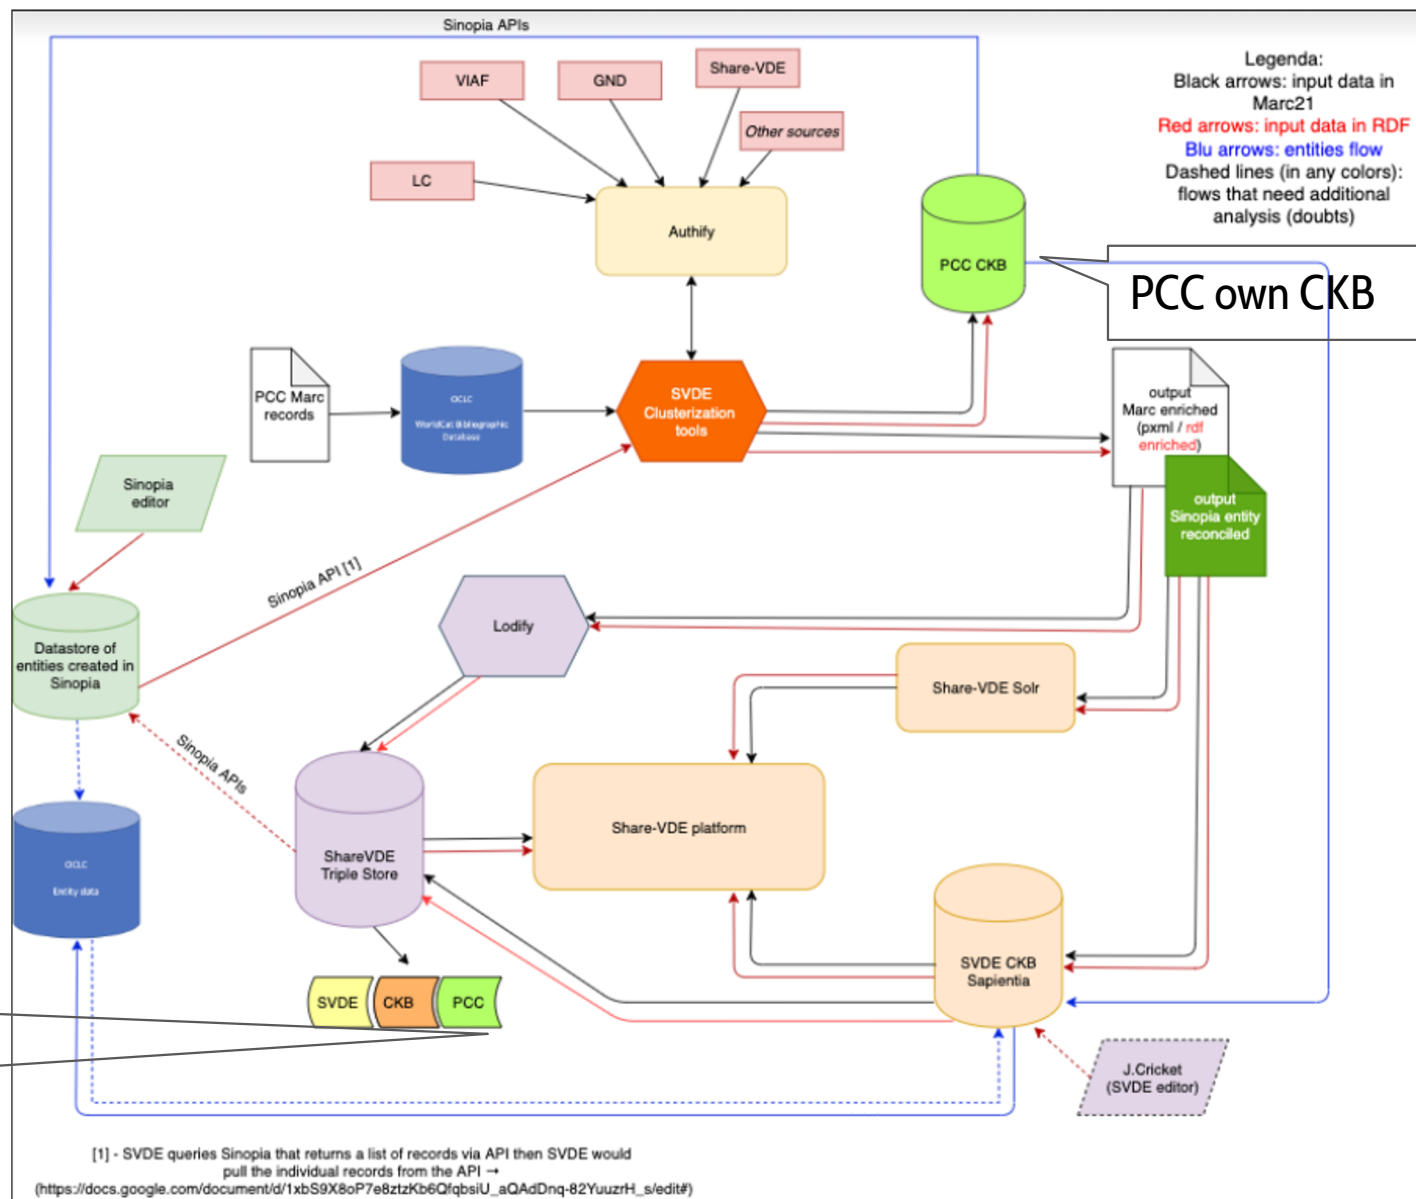 Sinopia APIs
VIAF
GND
Share-VDE
Other sources
LC
Authify
Legenda:
Black arrows: input data in
Marc21
Red arrows: input data in RDF
Blu arrows: entities flow
Dashed lines (in any colors):
flows that need additional
analysis (doubts)
PCC CKB
PCC own CKB
PCC Marc
records
OCLC
WorldCat Bibliographic
Database
SVDE
Clusterization
tools
output
Marc enriched
(pxml / rdf
enriched)
output
Sinopia entity
reconciled
Sinopia
editor
Sinopia API [1]
Lodify
Datastore of
entities created in
Sinopia
Share-VDE Solr
Sinopia APIs
Share-VDE platform
OCLC
Entity data
ShareVDE
Triple Store
SVDE CKB
Sapientia
SVDE
CKB
PCC
J.Cricket
(SVDE editor)
[1] - SVDE queries Sinopia that returns a list of records via API then SVDE would
pull the individual records from the API →
(https://docs.google.com/document/d/1xbS9X8oP7e8ztzKb6QfqbsiU_aQAdDnq-82YuuzrH_s/edit#)